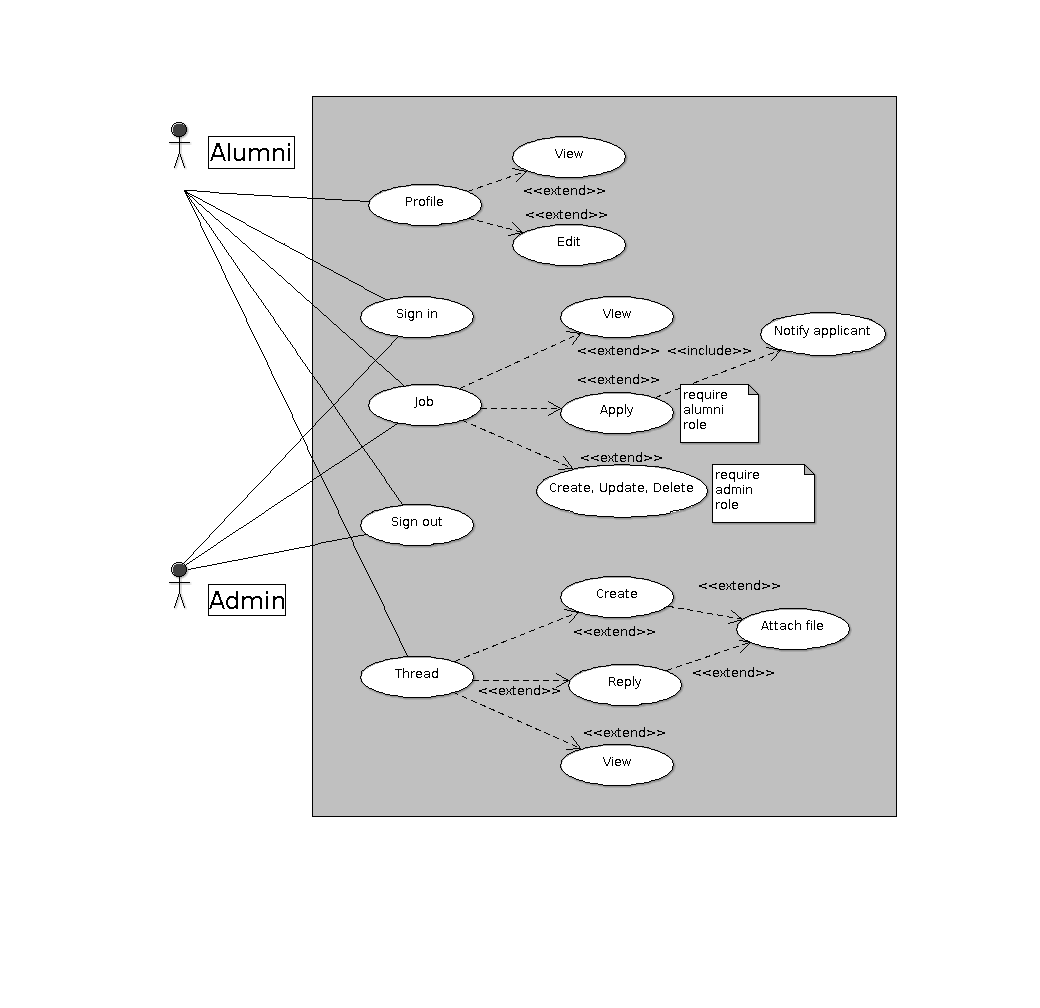 Alumni
View
<<extend>>
Profile
<<extend>>
Edit
Sign in
VIew
Notify applicant
<<extend>> <<include>>
<<extend>>
Job
Apply
require
alumni
role
<<extend>>
Create, Update, Delete
require
admin
role
Sign out
Admin
Create
<<extend>>
<<extend>>
Attach file
Thread
<<extend>>
Reply
<<extend>>
<<extend>>
View